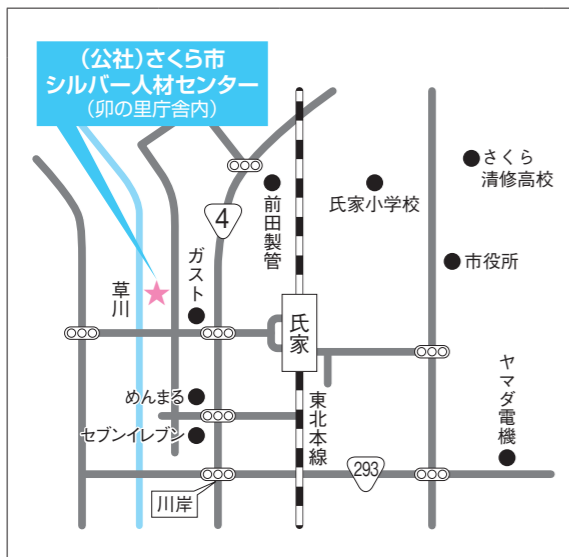 (公社)さくら市
シルバー人材センター
(卯の里庁舎内)
さくら
清修高校
氏家小学校
前田製管
4
市役所
ガスト
草川
氏家
ヤマダ電機
めんまる
東北本線
セブンイレブン
293
川岸